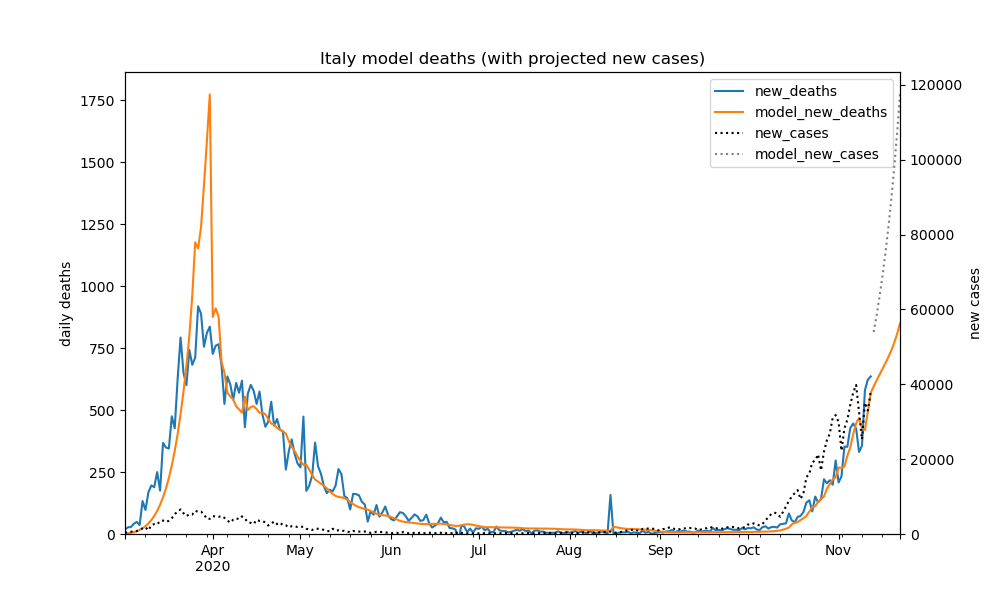 Italy model deaths (with projected new cases)
daily deaths
1750
1500
1250
1000
750
500
250
0
new_deaths
model_new_deaths
new_cases
model_new_cases
120000
100000
80000
60000
40000
20000
0
new cases
Apr
2020
May
Jun
Jul
Aug
Sep
Oct
Nov